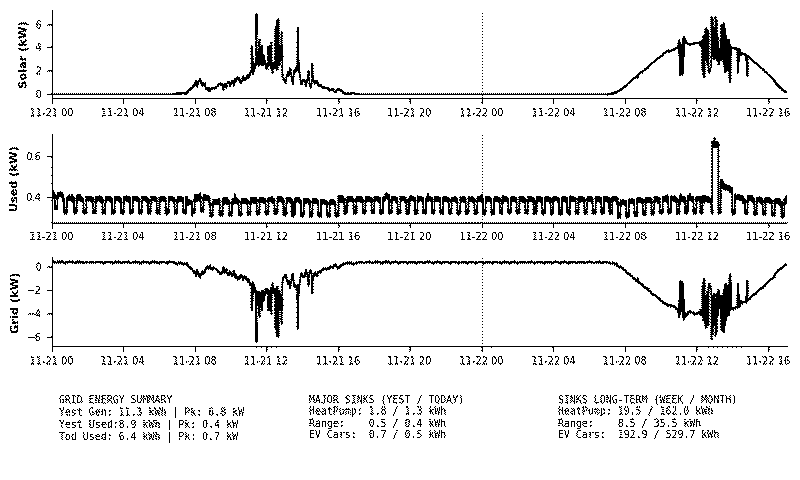 Solar (kW)
6
4
2
0
11-21 00 11-21 04 11-21 08 11-21 12 11-21 16 11-21 20 11-22 00 11-22 04 11-22 08 11-22 12 11-22 16
Used (kW)
0.6
0.4
11-21 00 11-21 04 11-21 08 11-21 12 11-21 16 11-21 20 11-22 00 11-22 04 11-22 08 11-22 12 11-22 16
Grid (kW)
0
−2
−4
−6
11-21 00 11-21 04 11-21 08 11-21 12 11-21 16 11-21 20 11-22 00 11-22 04 11-22 08 11-22 12 11-22 16
GRID ENERGY SUMMARY
Yest Gen: 11.3 kWh | Pk: 6.8 kW
Yest Used:8.9 kWh | Pk: 0.4 kW
Tod Used: 6.4 kWh | Pk: 0.7 kW
MAJOR SINKS (YEST / TODAY)
HeatPump: 1.8 / 1.3 kWh
Range: 0.5 / 0.4 kWh
EV Cars: 0.7 / 0.5 kWh
SINKS LONG-TERM (WEEK / MONTH)
HeatPump: 19.5 / 162.0 kWh
Range: 8.5 / 35.5 kWh
EV Cars: 192.9 / 529.7 kWh